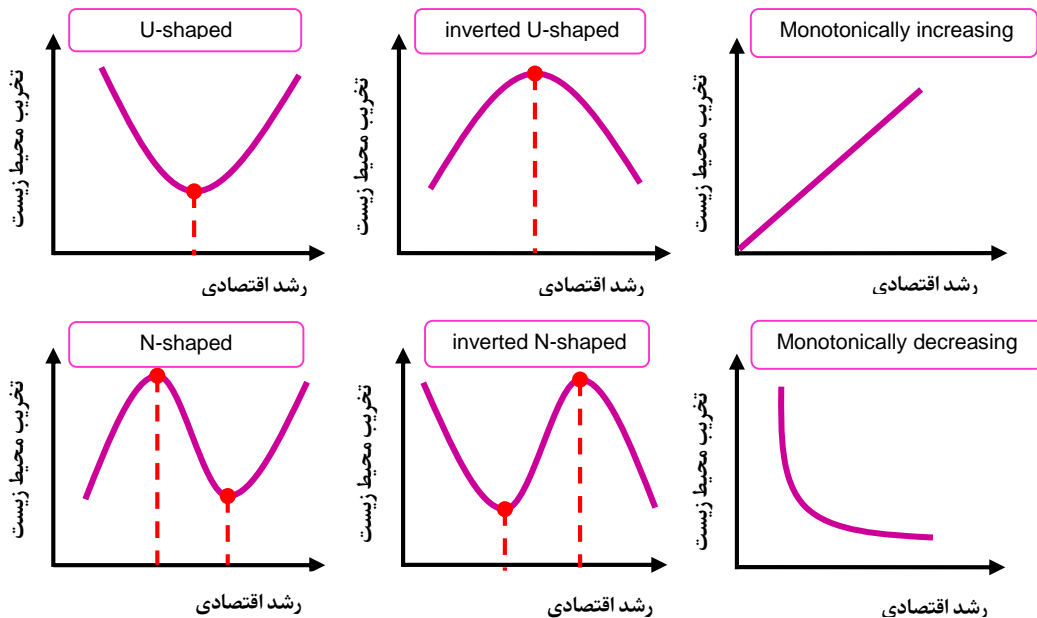 U-shaped
تخریب محیط زیست
رشد اقتصادی
inverted U-shaped
تخریب محیط زیست
رشد اقتصادی
Monotonically increasing
تخریب محیط زیست
رشد اقتصادی
N-shaped
تخریب محیط زیست
رشد اقتصادی
inverted N-shaped
تخریب محیط زیست
رشد اقتصادی
Monotonically decreasing
تخریب محیط زیست
رشد اقتصادی